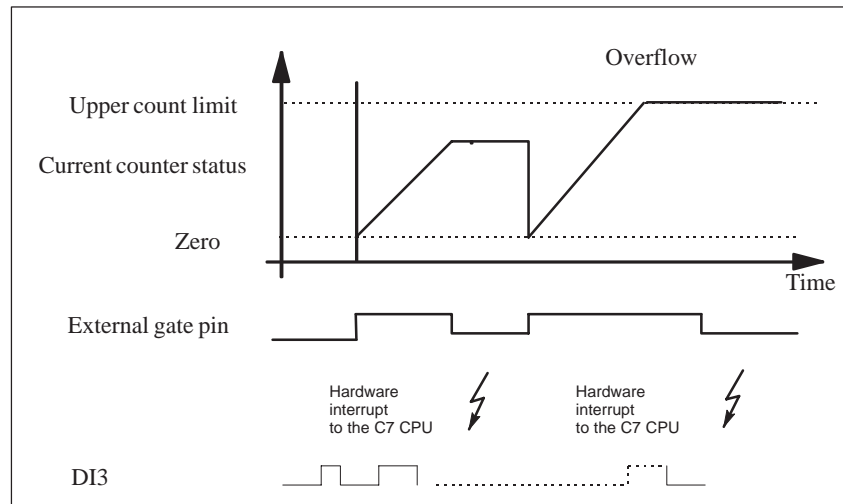 Overflow
Upper count limit
Current counter status
Zero
Time
External gate pin
Hardware
interrupt
to the C7 CPU
Hardware
interrupt
to the C7 CPU
DI3